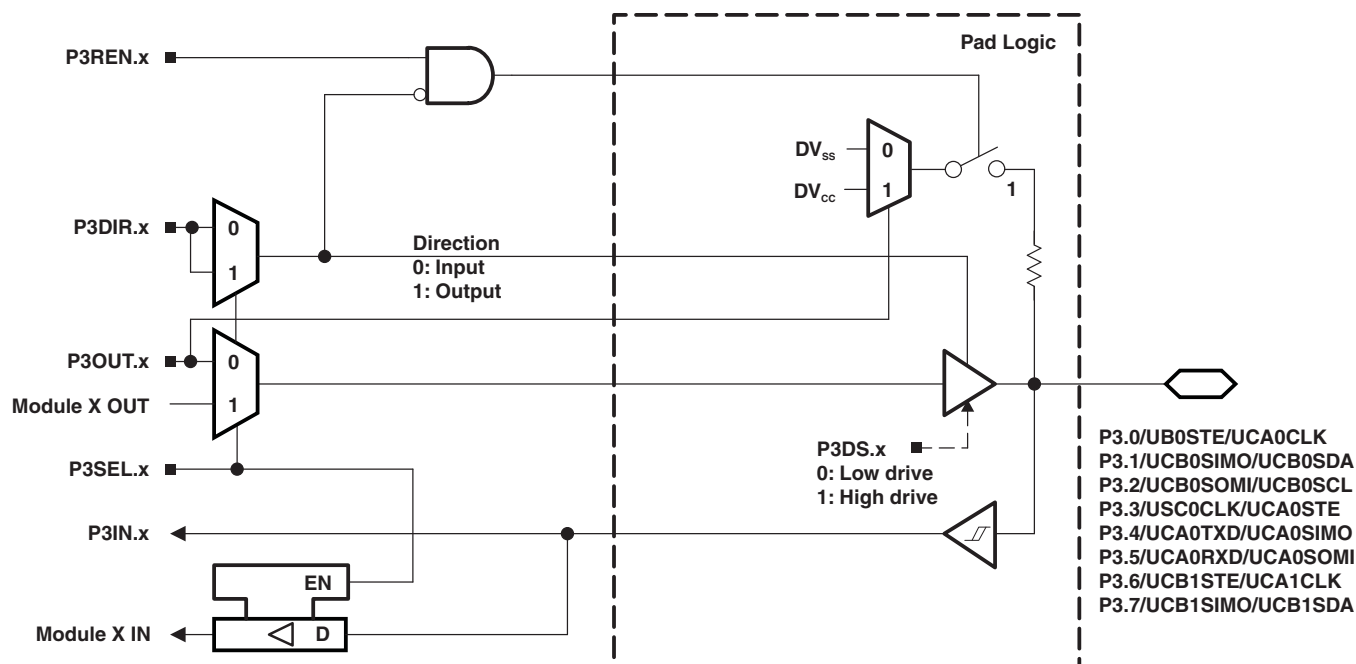 Pad Logic
P3REN.x
DVss
0
DVcc
1
1
P3DIR.x
0
1
Direction
0: Input
1: Output
P3OUT.x
0
Module X OUT
1
P3DS.x
0: Low drive
1: High drive
P3SEL.x
P3IN.x
EN
D
Module X IN
P3.0/UB0STE/UCA0CLK
P3.1/UCB0SIMO/UCB0SDA
P3.2/UCB0SOMI/UCB0SCL
P3.3/USC0CLK/UCA0STE
P3.4/UCA0TXD/UCA0SIMO
P3.5/UCA0RXD/UCA0SOMI
P3.6/UCB1STE/UCA1CLK
P3.7/UCB1SIMO/UCB1SDA